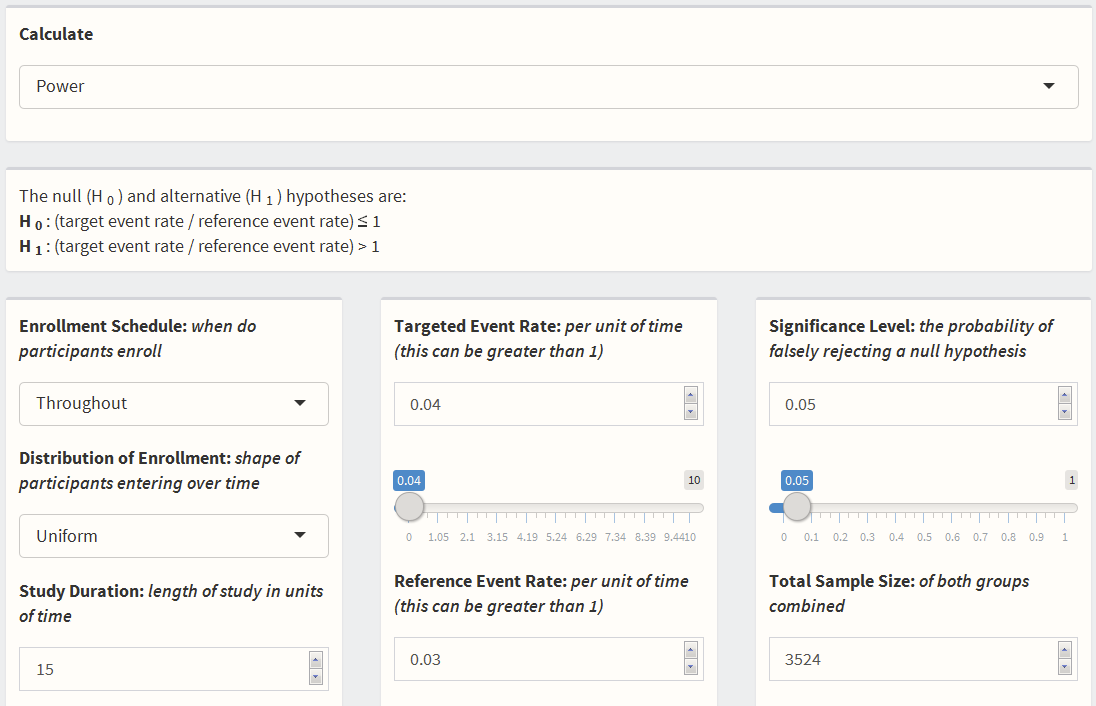 Calculate
Power
The null (H 0 ) and alternative (H 1 ) hypotheses are:
H 0 : (target event rate / reference event rate) ≤ 1
H 1 : (target event rate / reference event rate) > 1
Enrollment Schedule: when do
participants enroll
Throughout
Distribution of Enrollment: shape of
participants entering over time
Uniform
Study Duration: length of study in units
of time
15
Targeted Event Rate: per unit of time
(this can be greater than 1)
0.04
0.04 10
0 1.05 2.1 3.15 4.19 5.24 6.29 7.34 8.39 9.4410
Reference Event Rate: per unit of time
(this can be greater than 1)
0.03
Significance Level: the probability of
falsely rejecting a null hypothesis
0.05
0.05 1
0 0.1 0.2 0.3 0.4 0.5 0.6 0.7 0.8 0.9 1
Total Sample Size: of both groups
combined
3524